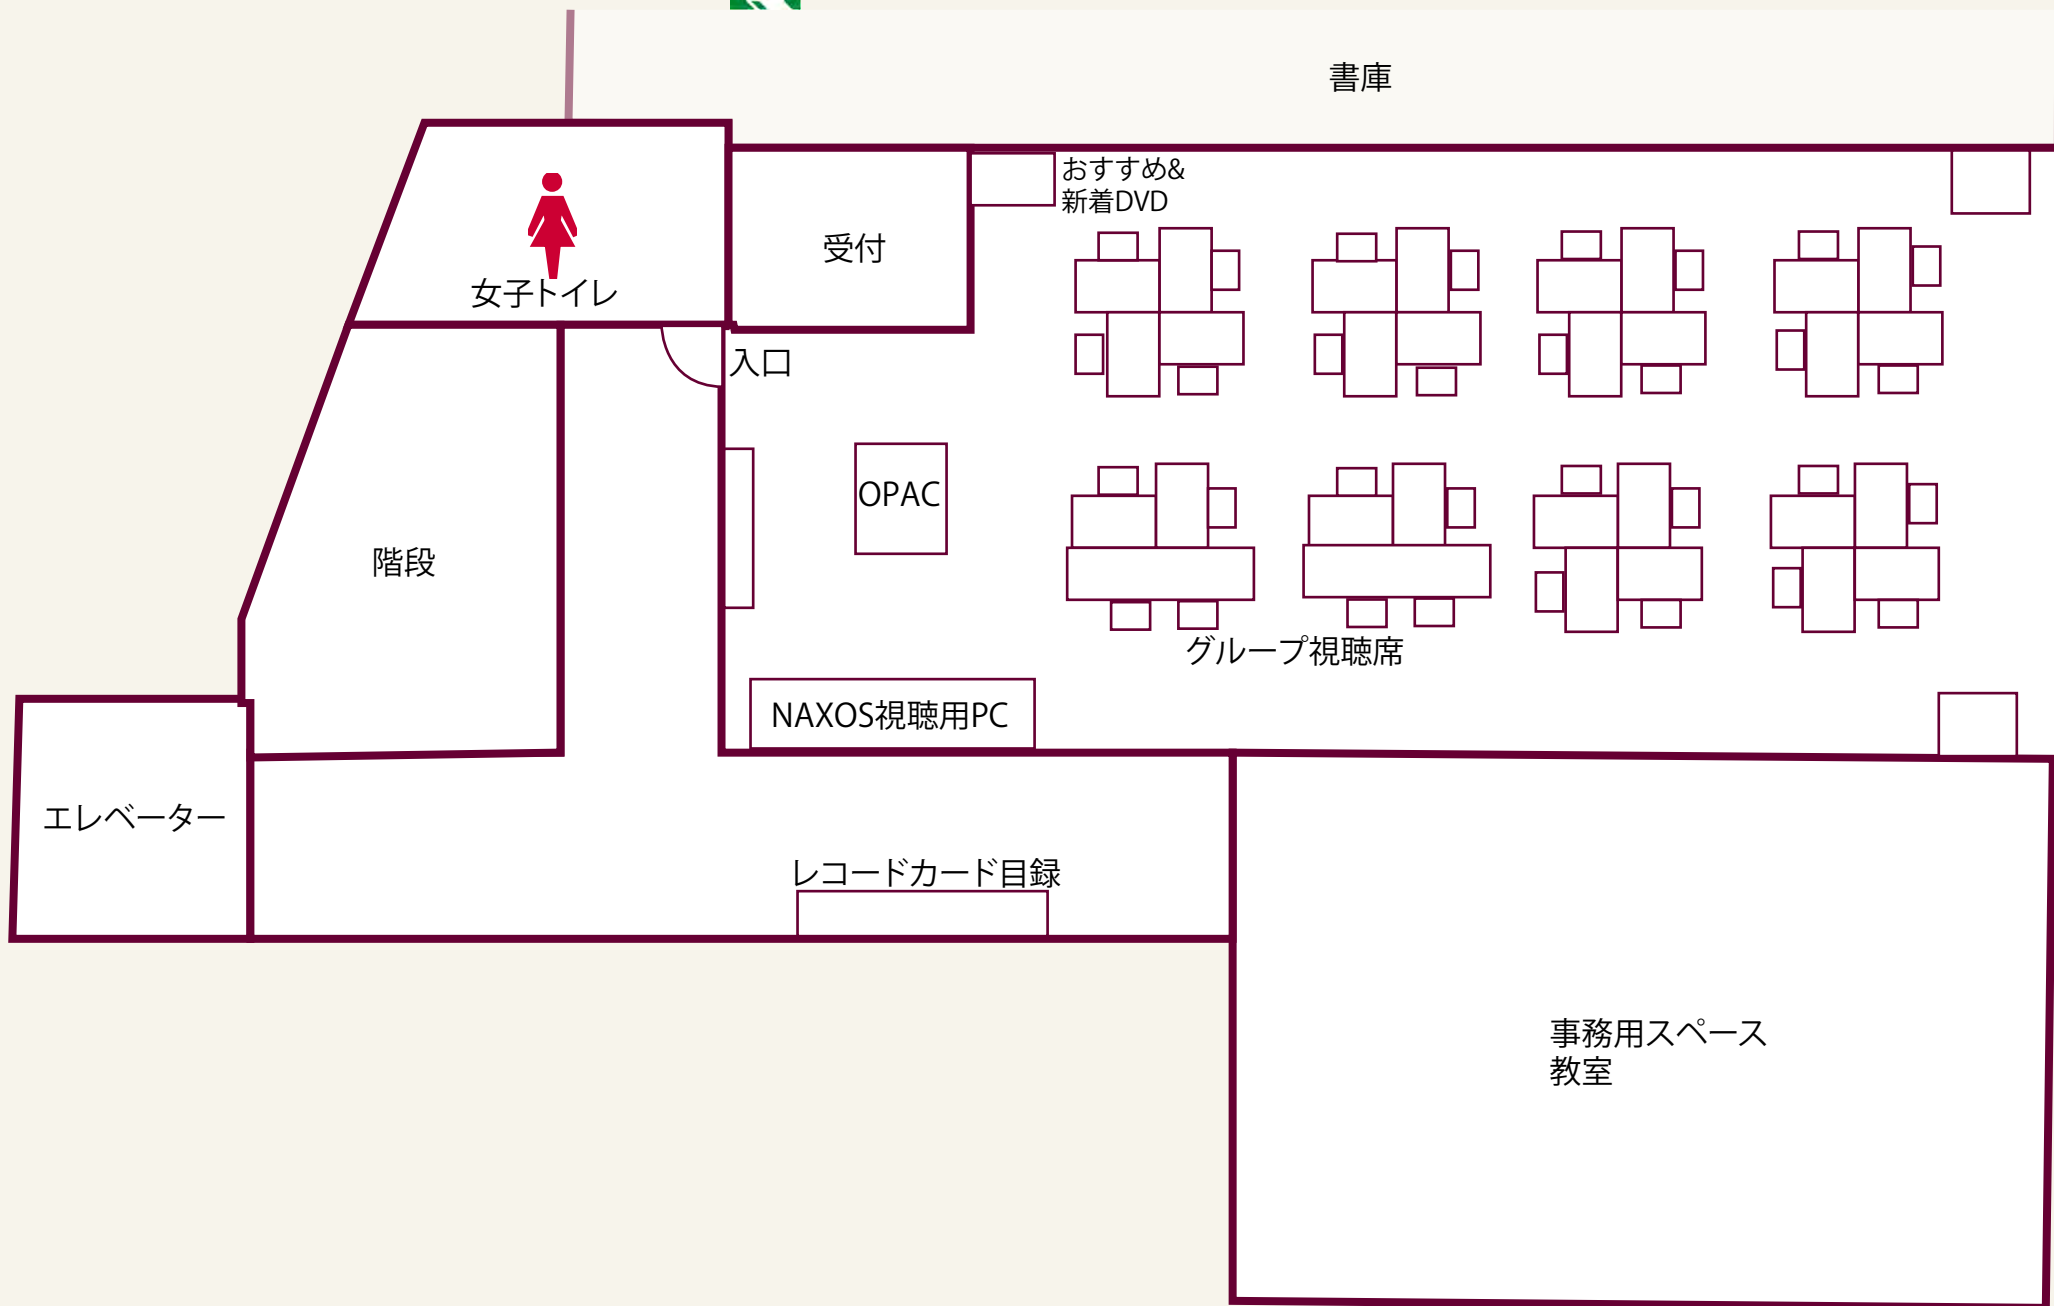 書庫
おすすめ&
新着DVD
受付
女子トイレ
入口
OPAC
階段
グループ視聴席
NAXOS視聴用PC
エレベーター
レコードカード目録
事務用スペース
教室